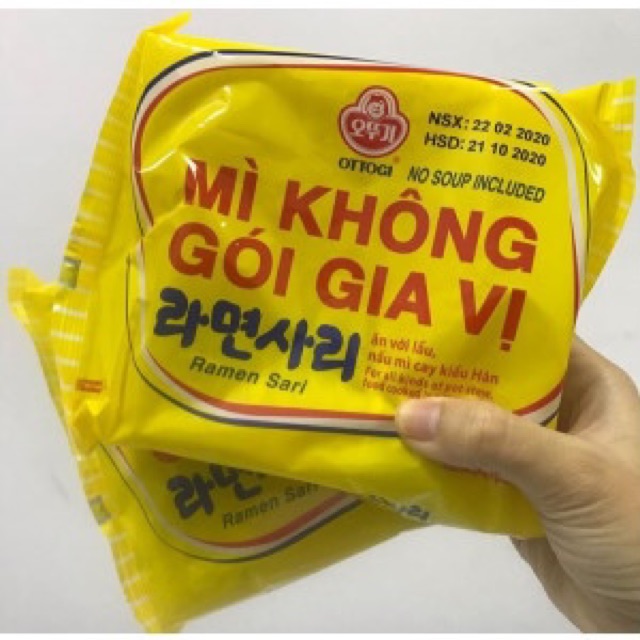 오뚜기
OTTOGI
NSX: 22 02 2020
HSD: 21 10 2020
NO SOUP INCLUDED
MÌ KHÔNG
GÓI GIA VỊ
라면사리
Ramen Sari
ăn với lẩu,
nấu mì cay kiểu Hàn
For all kinds of pot stew,
food cooked
라면
Ramen Sari